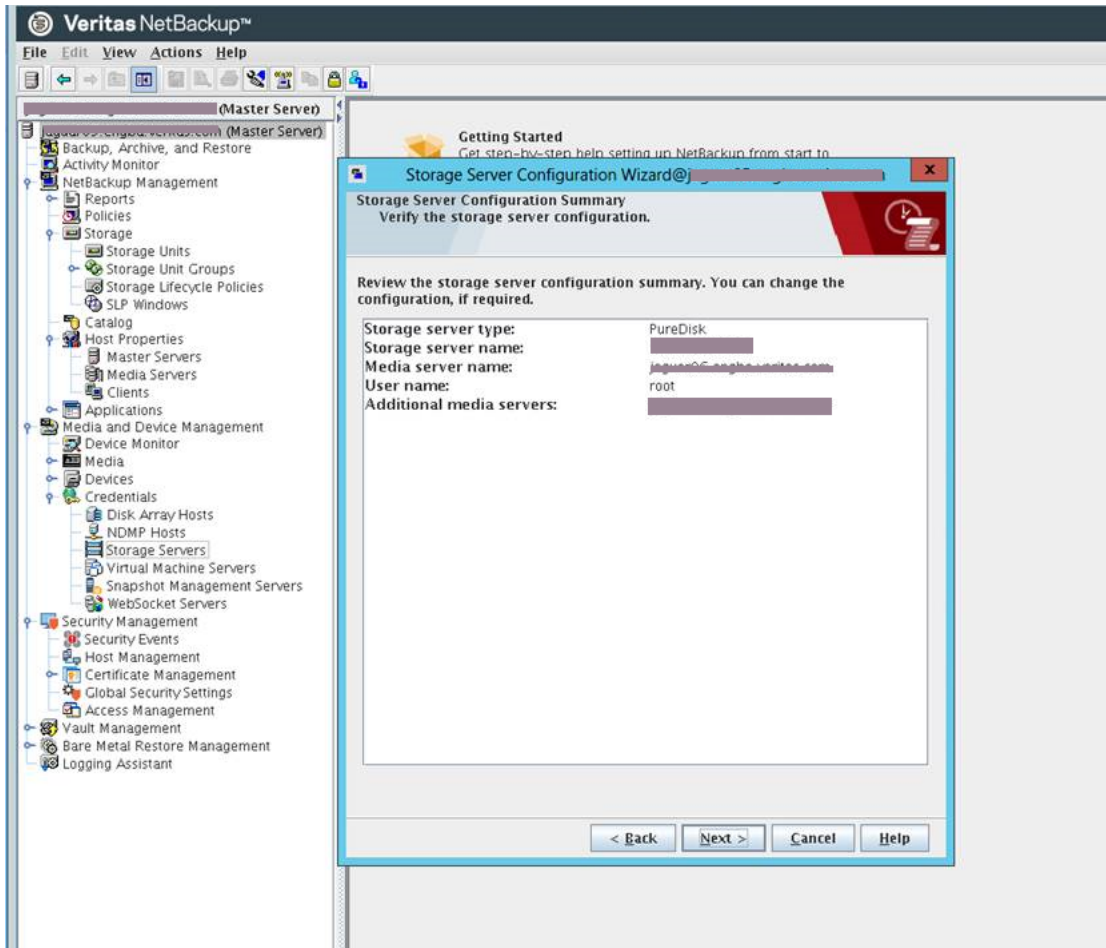 Veritas NetBackup™
File Edit View Actions Help
(Master Server)
(Master Server)
Backup, Archive, and Restore
Activity Monitor
NetBackup Management
Reports
Policies
Storage
Storage Units
Storage Unit Groups
Storage Lifecycle Policies
SLP Windows
Catalog
Host Properties
Master Servers
Media Servers
Clients
Applications
Media and Device Management
Device Monitor
Media
Devices
Credentials
Disk Array Hosts
NDMP Hosts
Storage Servers
Virtual Machine Servers
Snapshot Management Servers
WebSocket Servers
Security Management
Security Events
Host Management
Certificate Management
Global Security Settings
Access Management
Vault Management
Bare Metal Restore Management
Logging Assistant
Getting Started
Get step-by-step help setting up NetBackup from start to
Storage Server Configuration Wizard@
x
Storage Server Configuration Summary
Verify the storage server configuration.
Review the storage server configuration summary. You can change the
configuration, if required.
Storage server type: PureDisk
Storage server name:
Media server name:
User name: root
Additional media servers:
< Back Next > Cancel Help